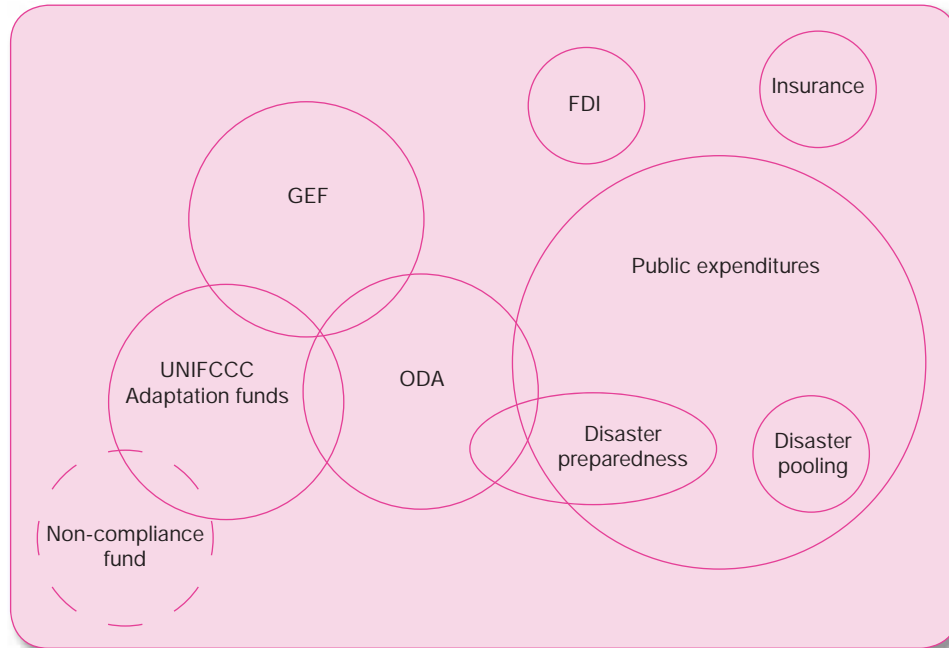 Insurance
FDI
GEF
Public expenditures
UNIFCCC
Adaptation funds
ODA
Disaster
preparedness
Disaster
pooling
Non-compliance
fund